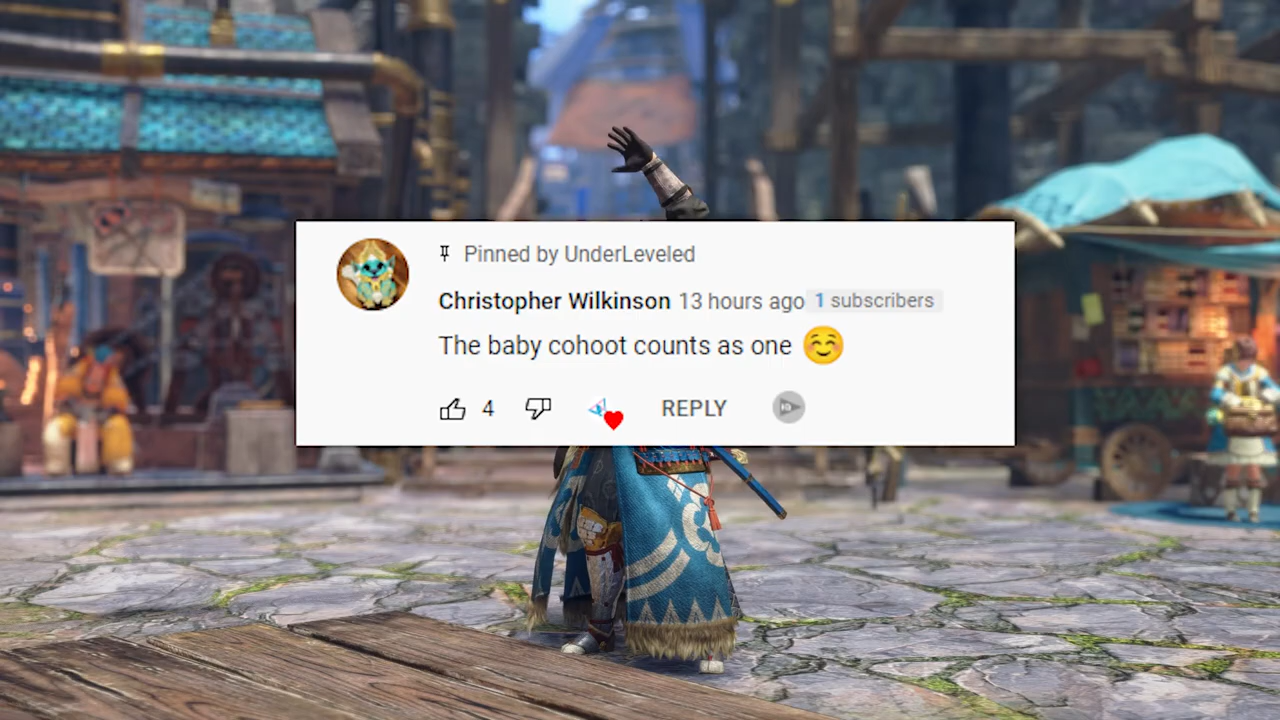 Pinned by UnderLeveled
Christopher Wilkinson 13 hours ago 1 subscribers
The baby cohoot counts as one ☺️
4 REPLY